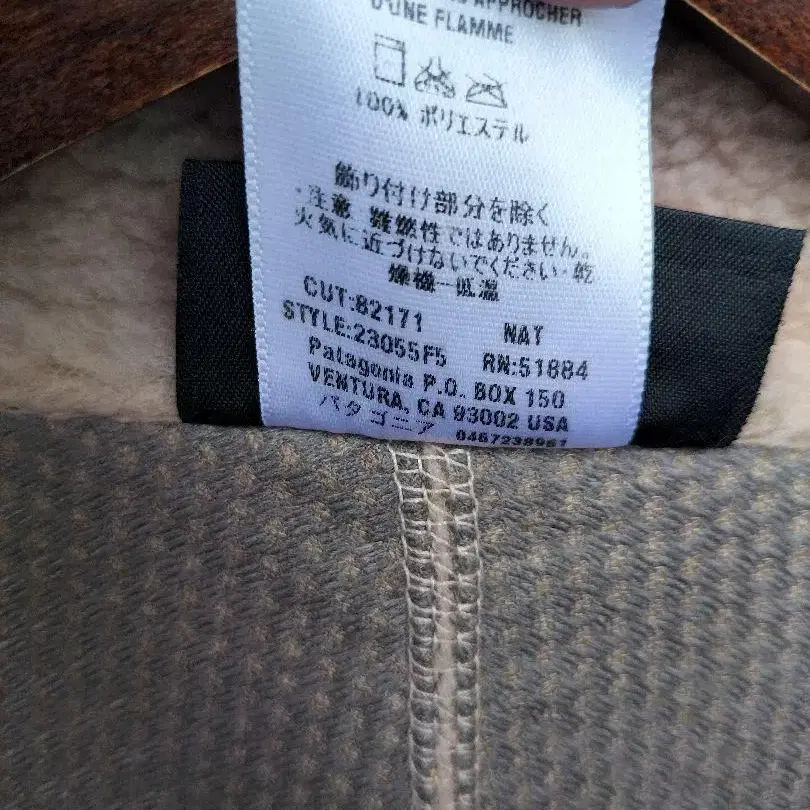 APPROCHER
D'UNE FLAMME
100% ポリエステル
飾り付け部分を除く
・注意 難燃性ではありません。
火気に近づけないでください・乾
燥機ー低温
CUT:82171 NAT
STYLE:23055F5 RN:51884
Patagonia P.O. BOX 150
VENTURA, CA 93002 USA
パタゴニア 0467238961